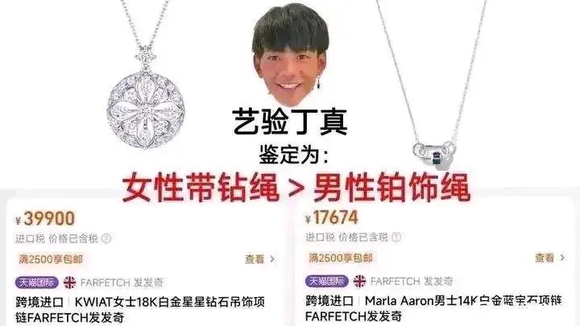 艺验丁真
鉴定为：
女性带钻绳 > 男性铂饰绳
¥39900
进口税 价格已含税 ?
满2500享包邮
查看 >
天猫国际 FARFETCH 发发奇
跨境进口｜KWIAT女士18K白金星星钻石吊饰项
链FARFETCH发发奇
¥17674
进口税 价格已含税 ?
满2500享包邮
查看 >
天猫国际 FARFETCH 发发奇
跨境进口｜Marla Aaron男士14K白金蓝宝石项链
FARFETCH发发奇